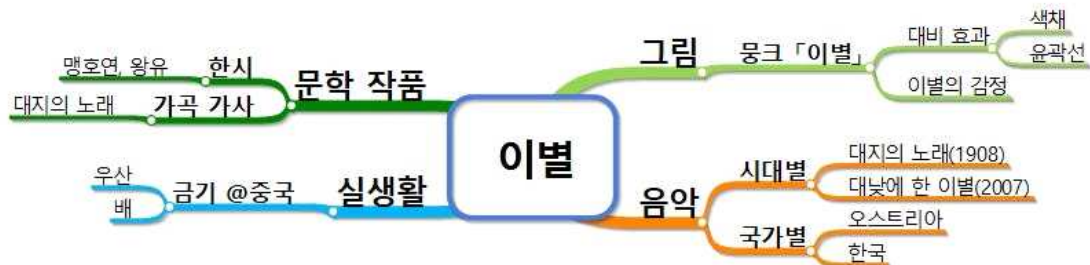 이별
문학 작품
한시
맹호연, 왕유
가곡 가사
대지의 노래
실생활
금기 @중국
우산
배
그림
뭉크 「이별」
대비 효과
색채
윤곽선
이별의 감정
음악
시대별
대지의 노래(1908)
대낮에 한 이별(2007)
국가별
오스트리아
한국